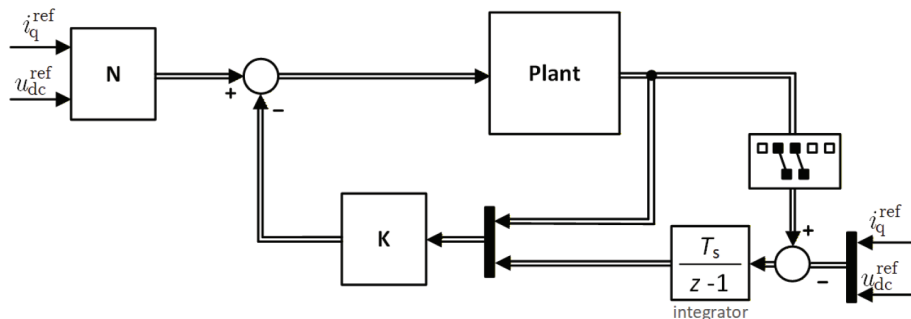 i_q^ref
u_dc^ref
N
+
−
Plant
K
T_s
z - 1
integrator
+
−
i_q^ref
u_dc^ref